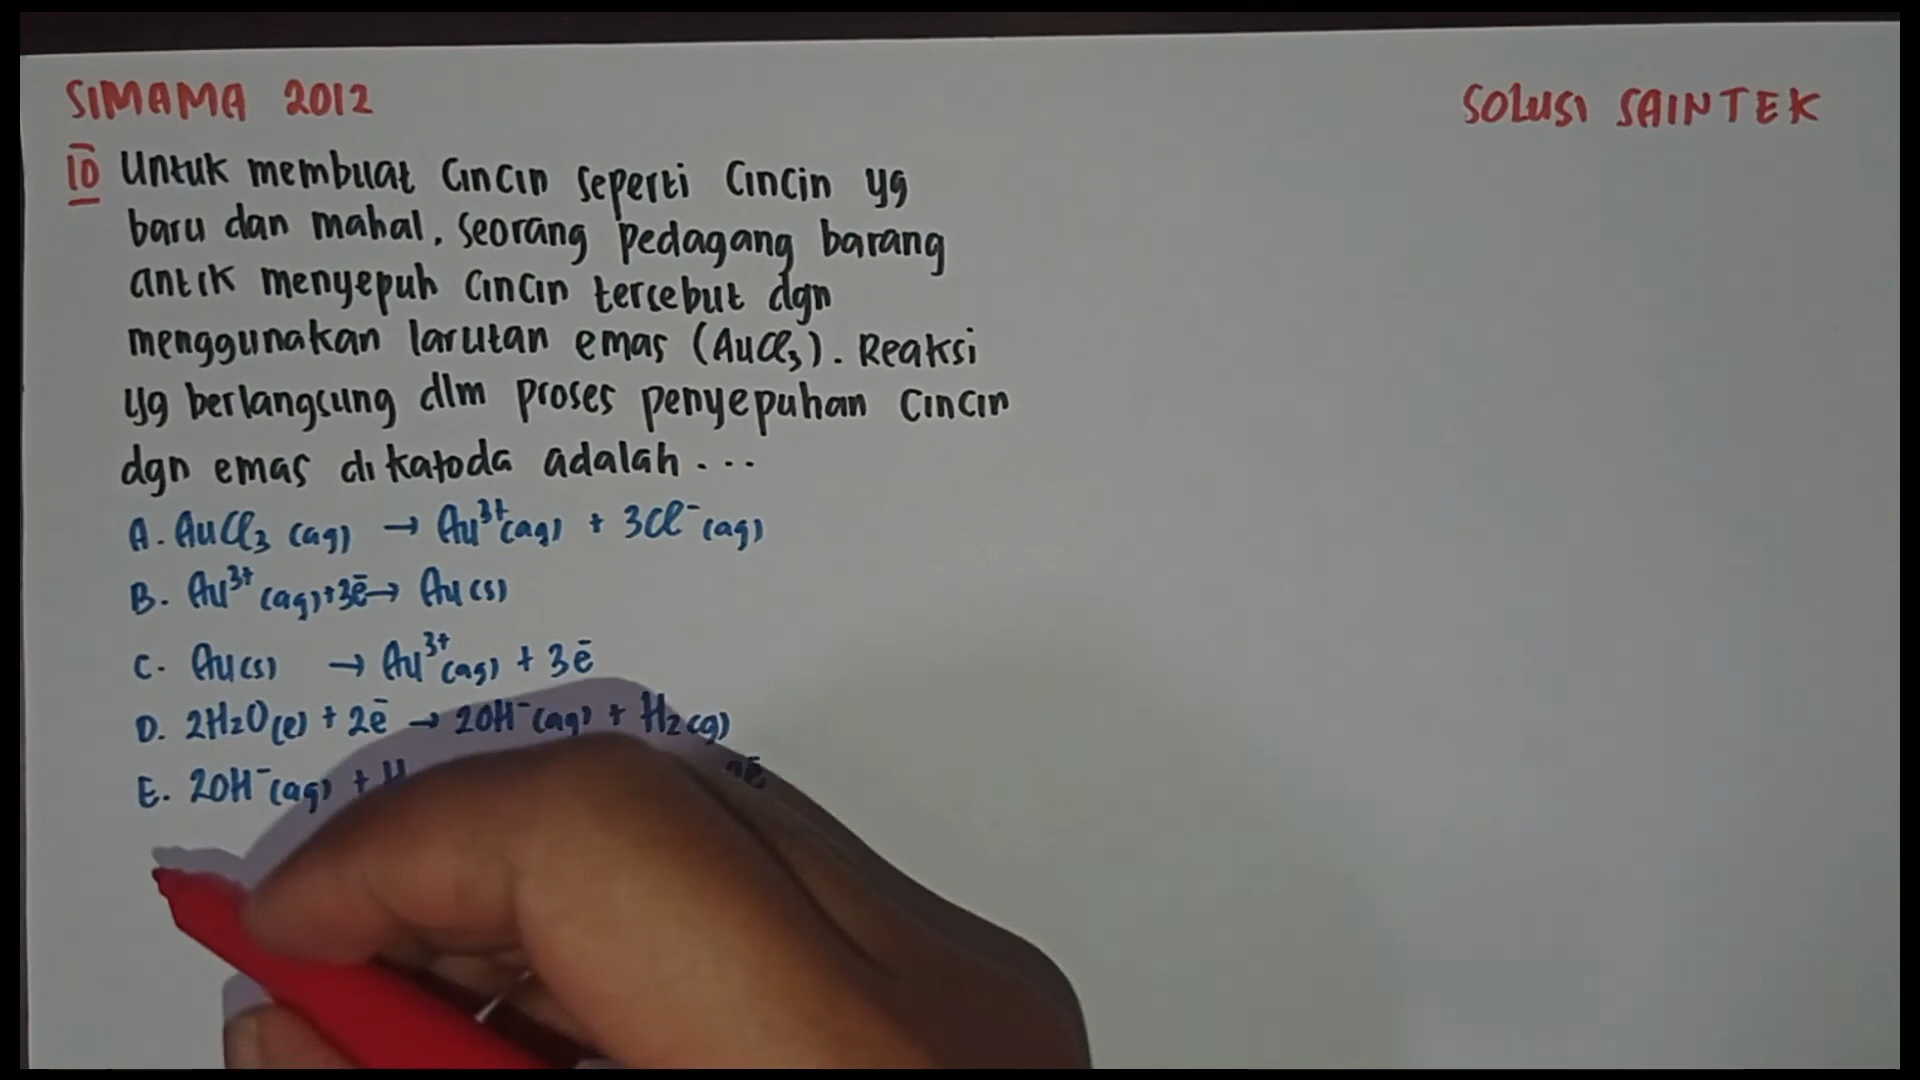 SIMAMA 2012
SOLUSI SAINTEK
10 Untuk membuat cincin seperti cincin yg
baru dan mahal, seorang pedagang barang
antik menyepuh cincin tersebut dgn
menggunakan larutan emas (AuCl₃). Reaksi
yg berlangsung dlm proses penyepuhan cincin
dgn emas di katoda adalah ...
A. AuCl₃ (aq) → Au³⁺(aq) + 3Cl⁻ (aq)
B. Au³⁺ (aq)+3ē → Au (s)
C. Au(s) → Au³⁺(aq) + 3ē
D. 2H₂O(l) + 2ē → 2OH⁻(aq) + H₂(g)
E. 2OH⁻(aq) +